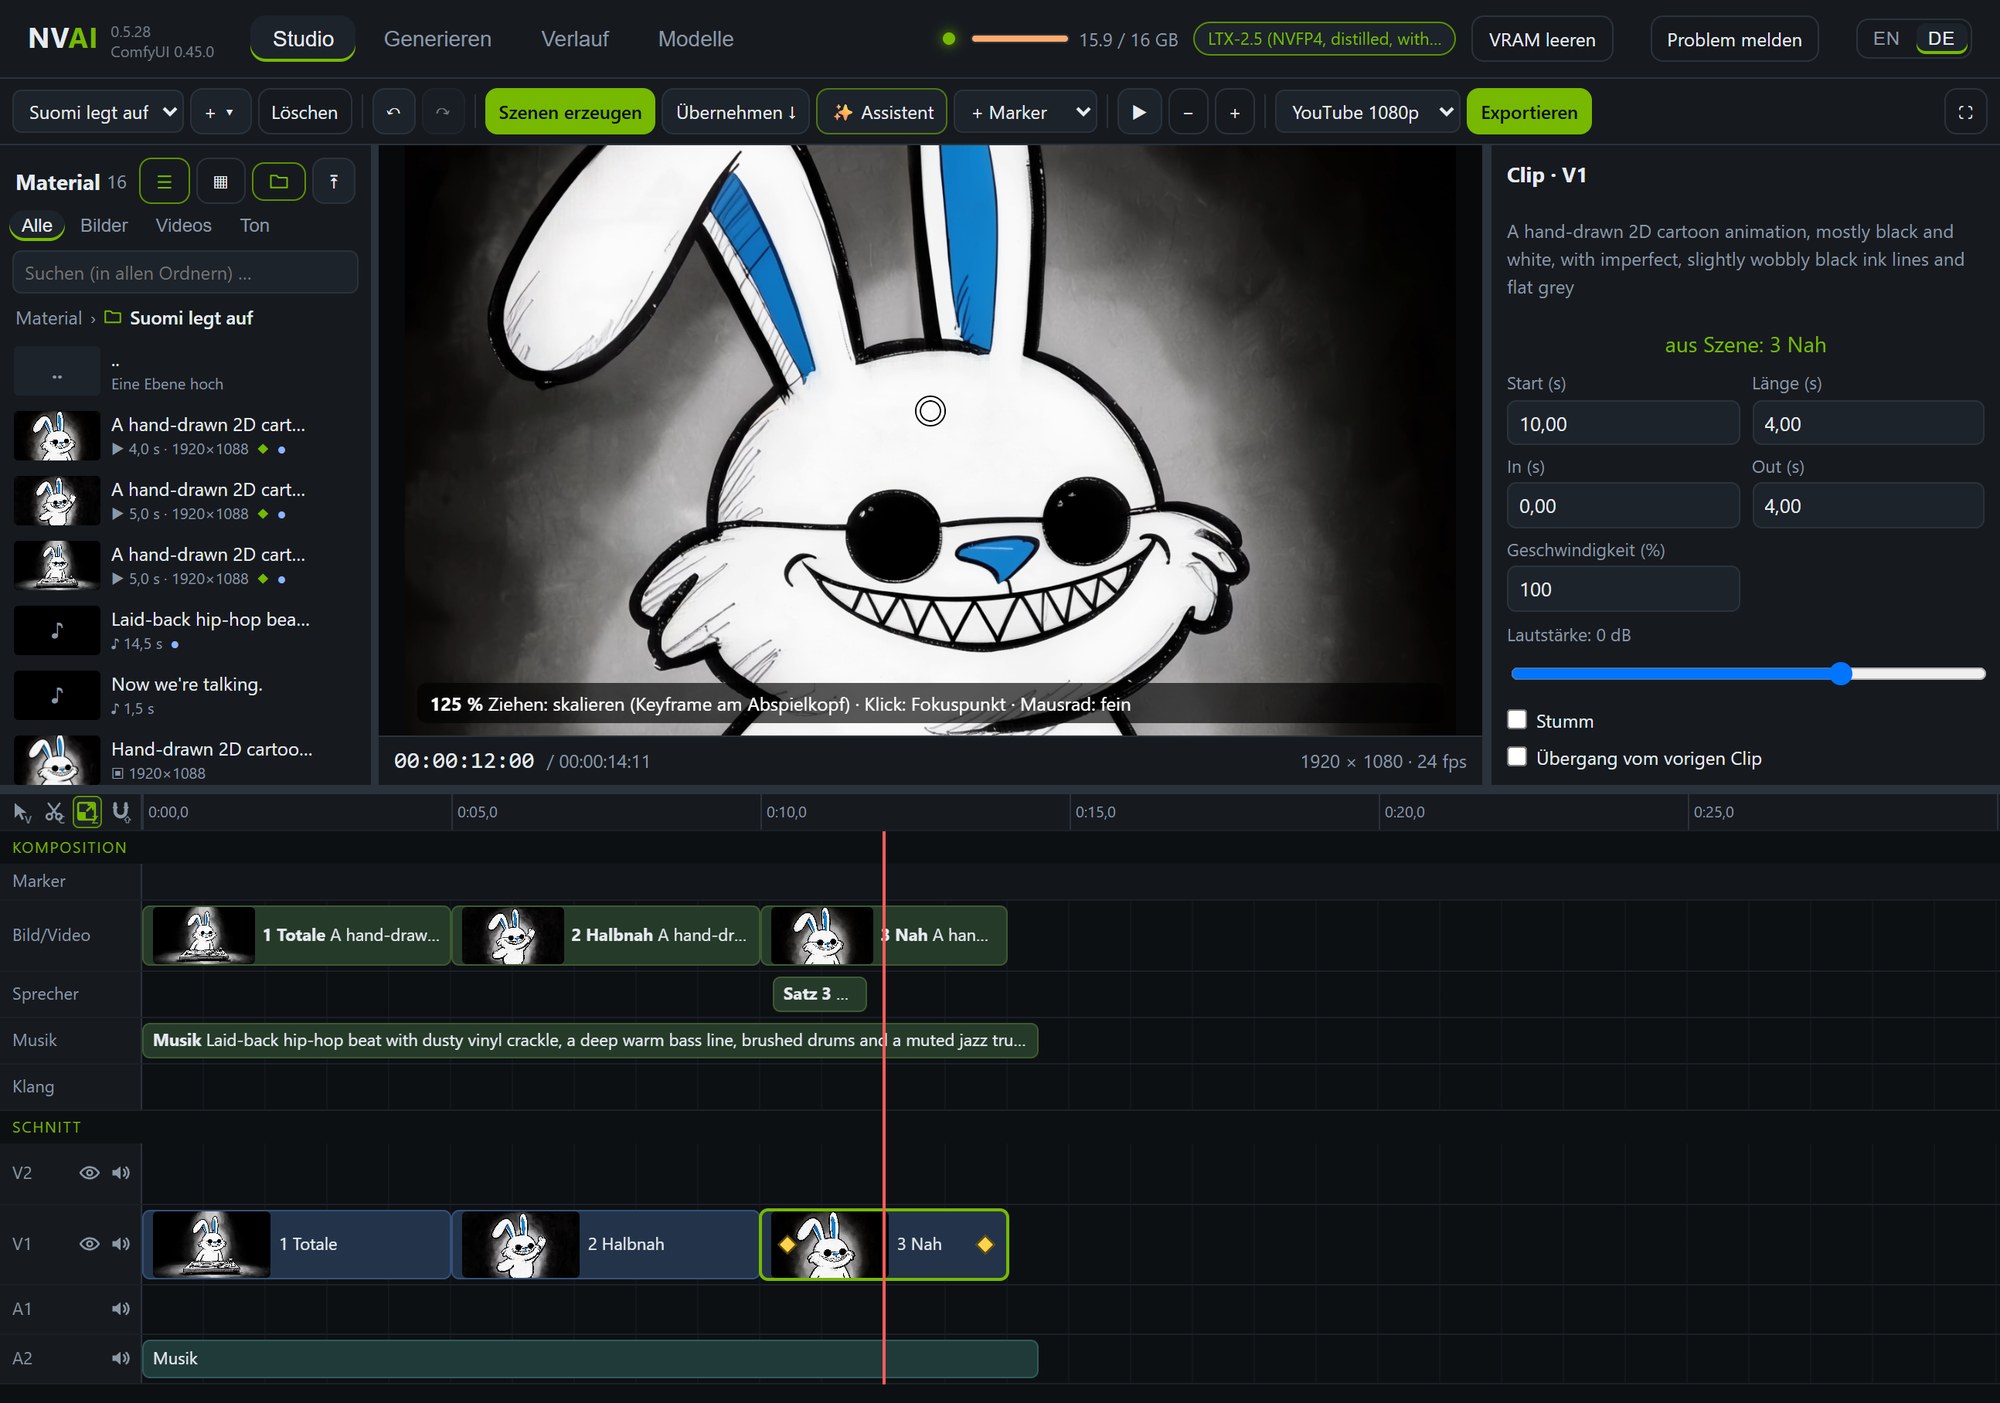 NVAI
0.5.28
ComfyUI 0.45.0
Studio
Generieren
Verlauf
Modelle
15.9 / 16 GB
LTX-2.5 (NVFP4, distilled, with...
VRAM leeren
Problem melden
EN
DE
Suomi legt auf
+ ▾
Löschen
Szenen erzeugen
Übernehmen ↓
✨ Assistent
+ Marker
−
+
YouTube 1080p
Exportieren
Material 16
Alle
Bilder
Videos
Ton
Suchen (in allen Ordnern) ...
Material › Suomi legt auf
..
..
Eine Ebene hoch
A hand-drawn 2D cart...
4,0 s · 1920×1088
A hand-drawn 2D cart...
5,0 s · 1920×1088
A hand-drawn 2D cart...
5,0 s · 1920×1088
Laid-back hip-hop bea...
♪ 14,5 s
Now we're talking.
♪ 1,5 s
Hand-drawn 2D cartoo...
1920×1088
125 % Ziehen: skalieren (Keyframe am Abspielkopf) · Klick: Fokuspunkt · Mausrad: fein
00:00:12:00 / 00:00:14:11
1920 × 1080 · 24 fps
Clip · V1
A hand-drawn 2D cartoon animation, mostly black and
white, with imperfect, slightly wobbly black ink lines and
flat grey
aus Szene: 3 Nah
Start (s)
Länge (s)
10,00
4,00
In (s)
Out (s)
0,00
4,00
Geschwindigkeit (%)
100
Lautstärke: 0 dB
Stumm
Übergang vom vorigen Clip
V
0:00,0
0:05,0
0:10,0
0:15,0
0:20,0
0:25,0
KOMPOSITION
Marker
Bild/Video
1 Totale A hand-draw...
2 Halbnah A hand-dr...
3 Nah A han...
Sprecher
Satz 3 ...
Musik
Musik Laid-back hip-hop beat with dusty vinyl crackle, a deep warm bass line, brushed drums and a muted jazz tru...
Klang
SCHNITT
V2
V1
1 Totale
2 Halbnah
3 Nah
A1
A2
Musik